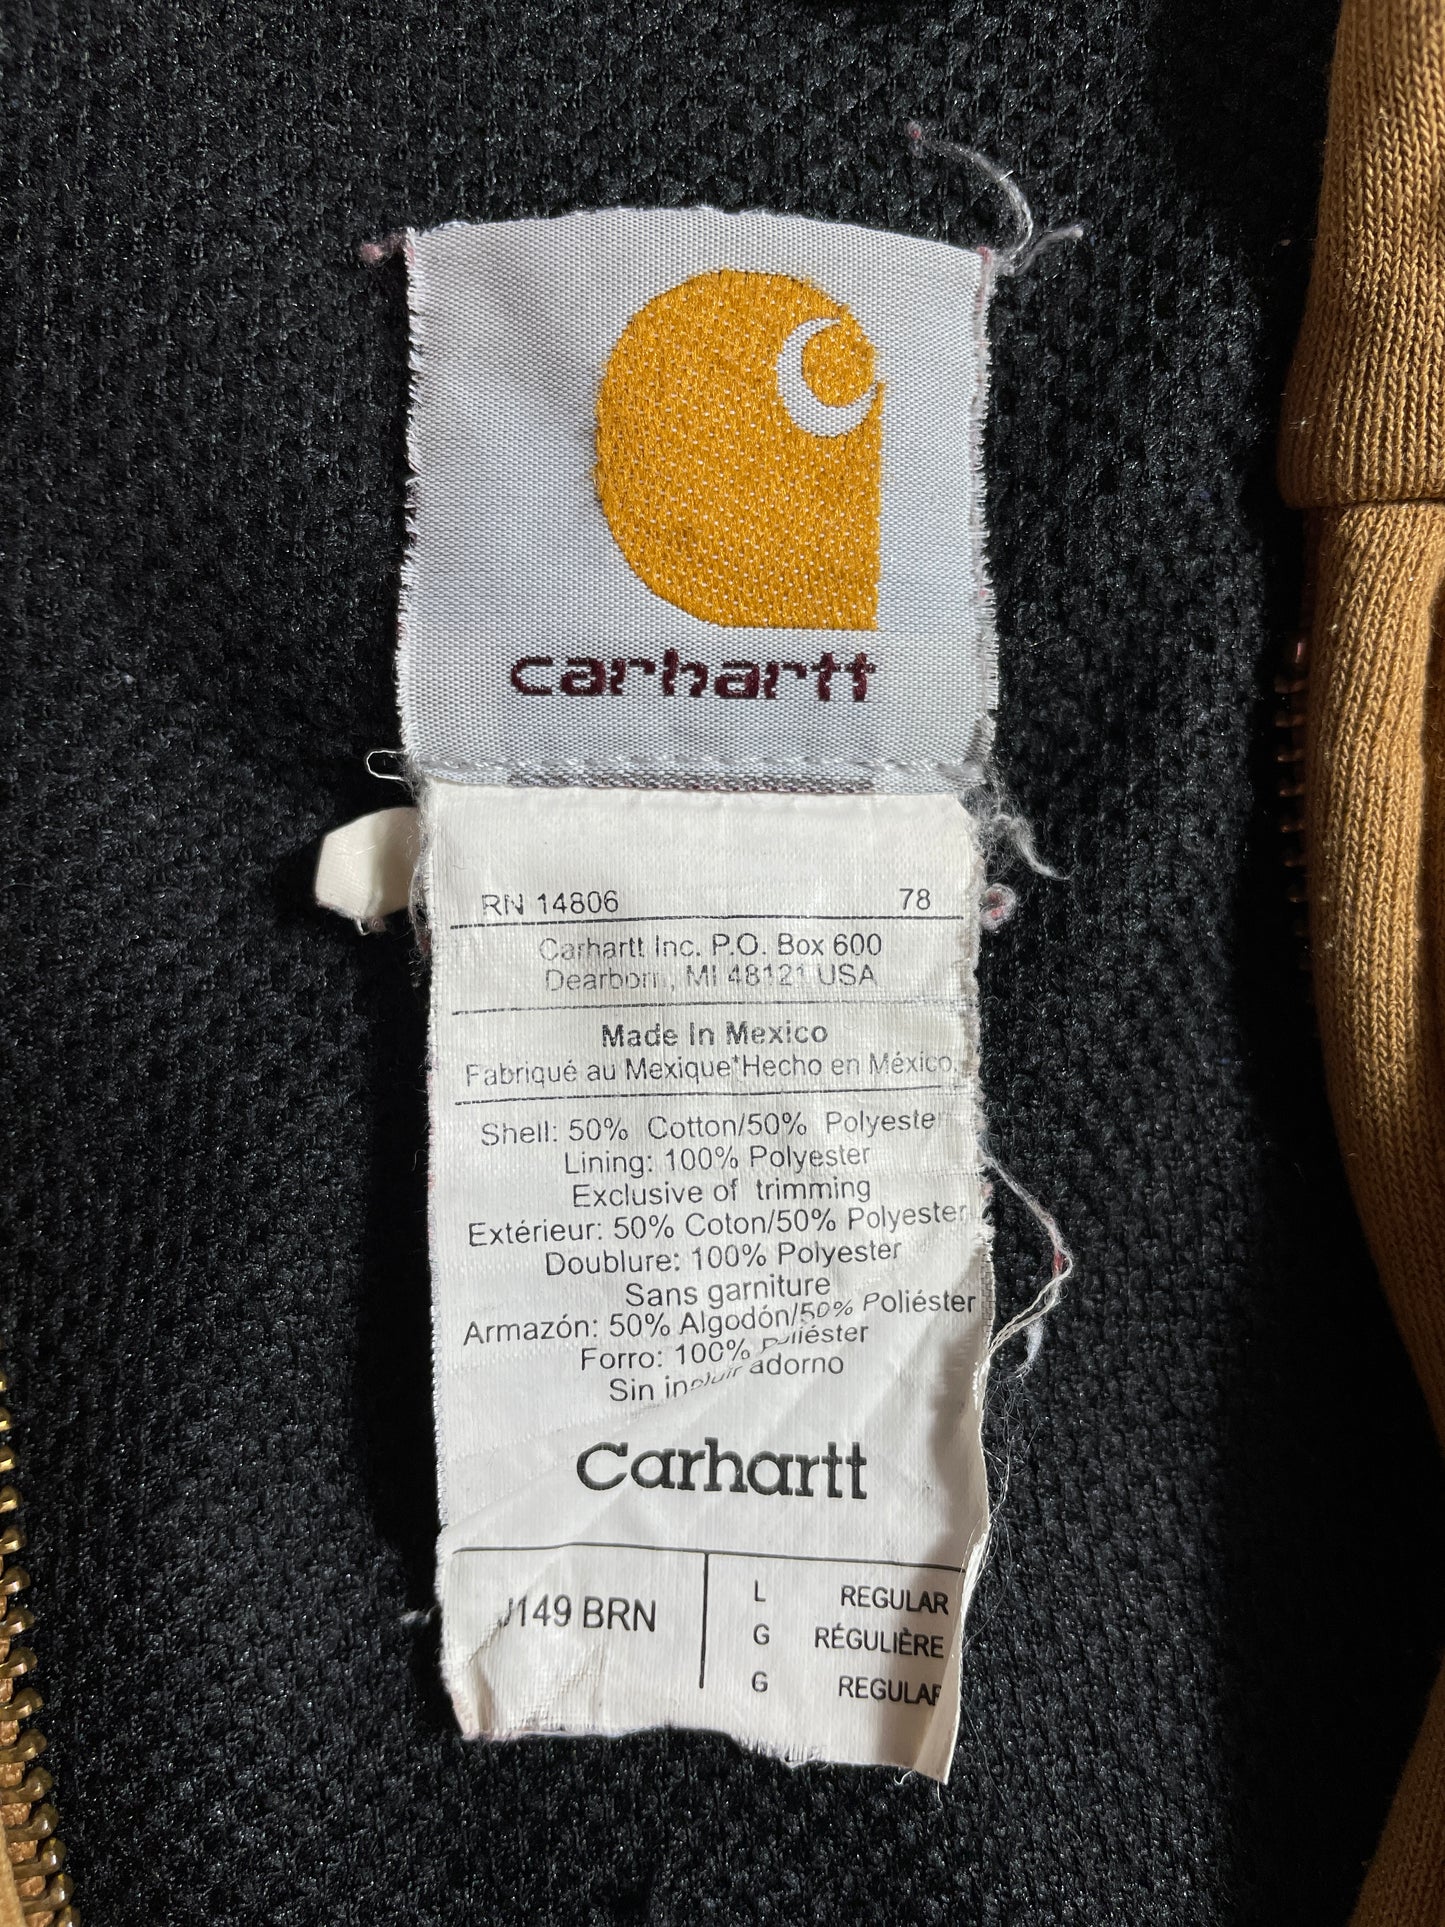 carhartt
RN 14806 78
Carhartt Inc. P.O. Box 600
Dearborn, MI 48121 USA
Made In Mexico
Fabriqué au Mexique*Hecho en México.
Shell: 50% Cotton/50% Polyester
Lining: 100% Polyester
Exclusive of trimming
Extérieur: 50% Coton/50% Polyester
Doublure: 100% Polyester
Sans garniture
Armazón: 50% Algodón/50% Poliéster
Forro: 100% Poliéster
Sin incluir adorno
Carhartt
J149 BRN
L REGULAR
G RÉGULIÈRE
G REGULAR